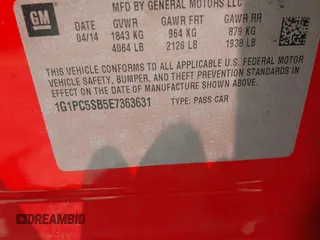 MFD BY GENERAL MOTORS LLC
GM
DATE GVWR GAWR FRT GAWR RR
04/14 1843 KG 964 KG 879 KG
4064 LB 2126 LB 1938 LB
THIS VEHICLE CONFORMS TO ALL APPLICABLE U.S. FEDERAL MOTOR
VEHICLE SAFETY, BUMPER, AND THEFT PREVENTION STANDARDS
IN EFFECT ON THE DATE OF MANUFACTURE SHOWN ABOVE.
1G1PC5SB5E7363631 TYPE: PASS CAR
DREAMBID